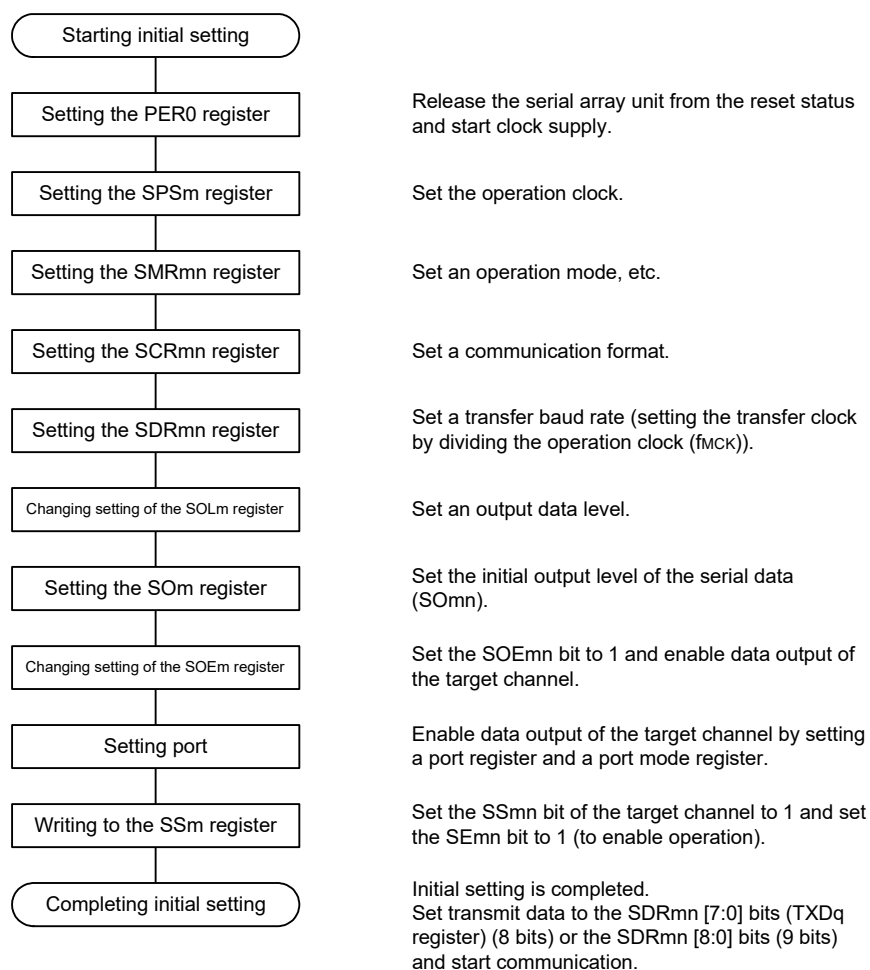 Starting initial setting
Setting the PER0 register
Release the serial array unit from the reset status
and start clock supply.
Setting the SPSm register
Set the operation clock.
Setting the SMRmn register
Set an operation mode, etc.
Setting the SCRmn register
Set a communication format.
Setting the SDRmn register
Set a transfer baud rate (setting the transfer clock
by dividing the operation clock (fMCK)).
Changing setting of the SOLm register
Set an output data level.
Setting the SOm register
Set the initial output level of the serial data
(SOmn).
Changing setting of the SOEm register
Set the SOEmn bit to 1 and enable data output of
the target channel.
Setting port
Enable data output of the target channel by setting
a port register and a port mode register.
Writing to the SSm register
Set the SSmn bit of the target channel to 1 and set
the SEmn bit to 1 (to enable operation).
Completing initial setting
Initial setting is completed.
Set transmit data to the SDRmn [7:0] bits (TXDq
register) (8 bits) or the SDRmn [8:0] bits (9 bits)
and start communication.